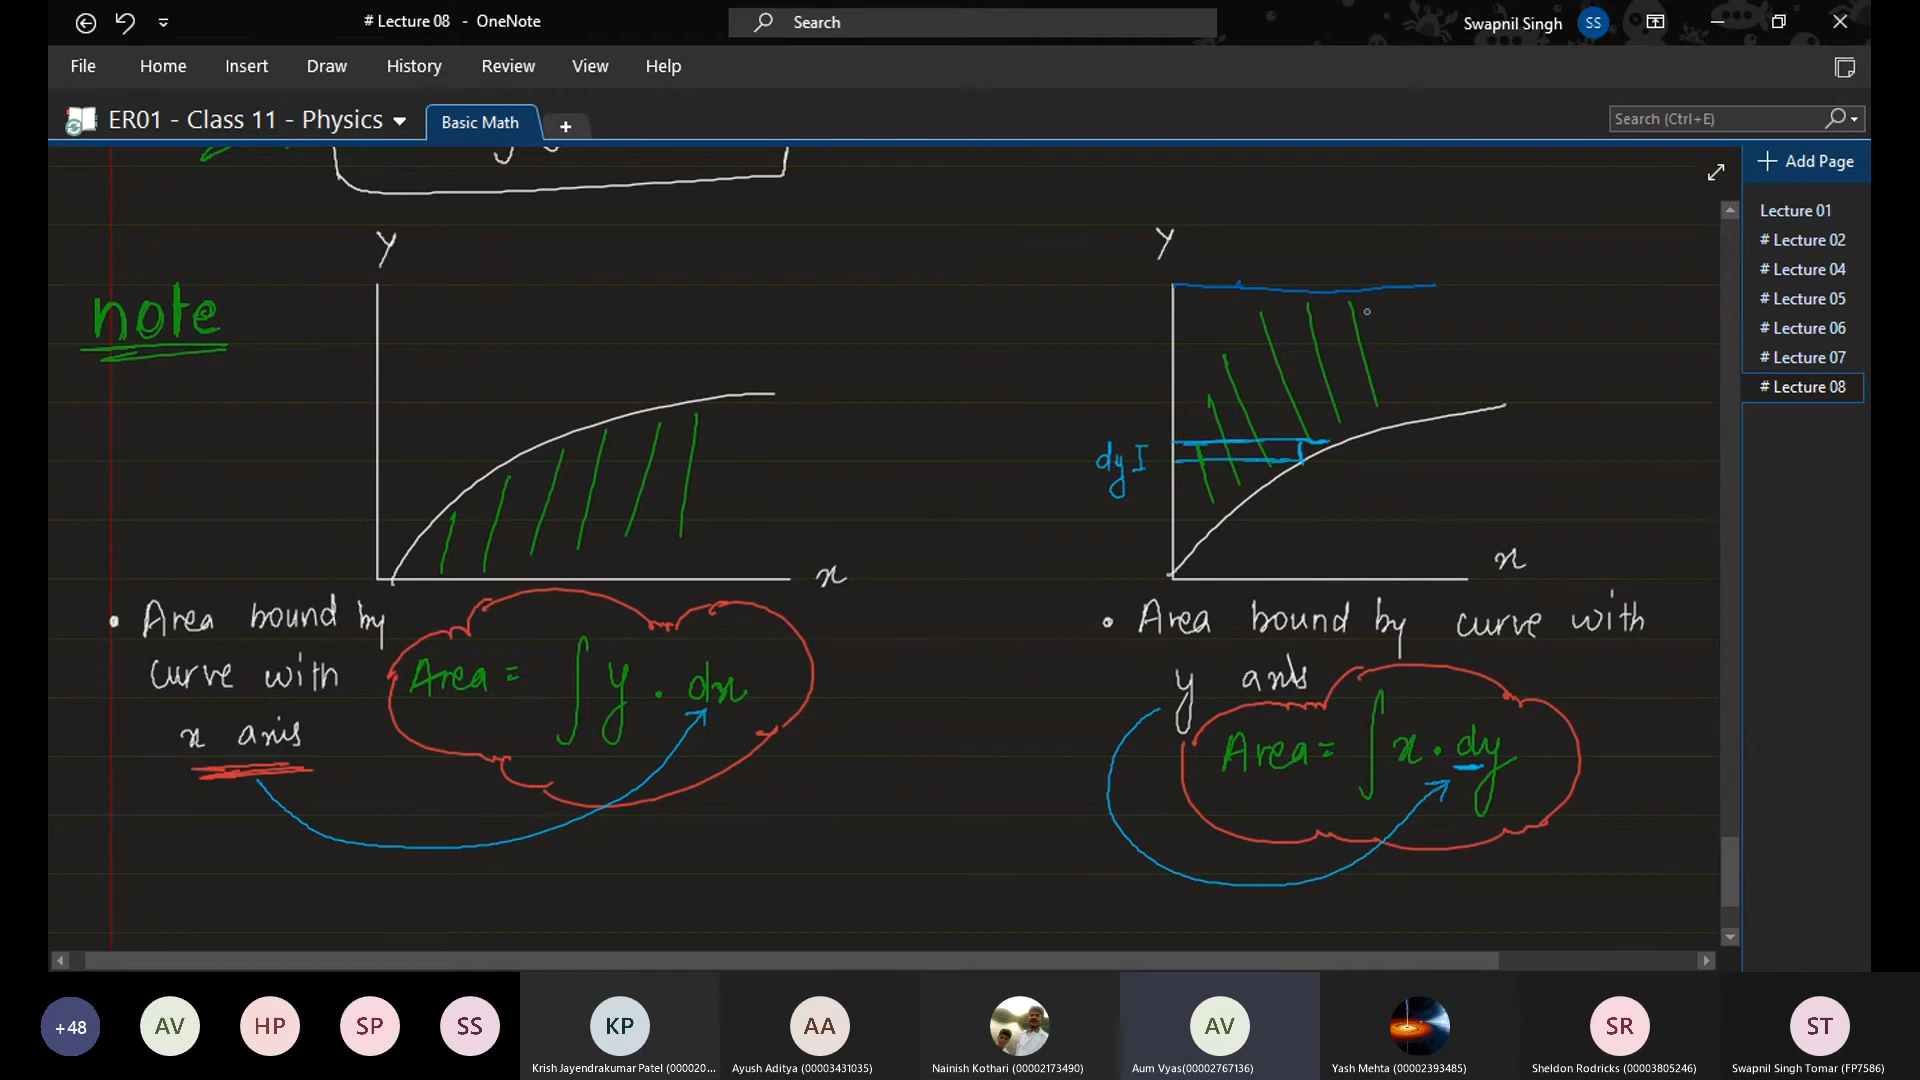 # Lecture 08 - OneNote
Search
Swapnil Singh
SS
File Home Insert Draw History Review View Help
ER01 - Class 11 - Physics
Basic Math
Search (Ctrl+E)
Add Page
Lecture 01
# Lecture 02
# Lecture 04
# Lecture 05
# Lecture 06
# Lecture 07
# Lecture 08
y
y
note
dy
x
x
• Area bound by
curve with
x axis
Area = ∫ y . dx
• Area bound by curve with
y axis
Area = ∫ x . dy
+48
AV
HP
SP
SS
KP
AA
AV
SR
ST
Krish Jayendrakumar Patel (000020...
Ayush Aditya (00003431035)
Nainish Kothari (00002173490)
Aum Vyas(00002767136)
Yash Mehta (00002393485)
Sheldon Rodricks (00003805246)
Swapnil Singh Tomar (FP7586)